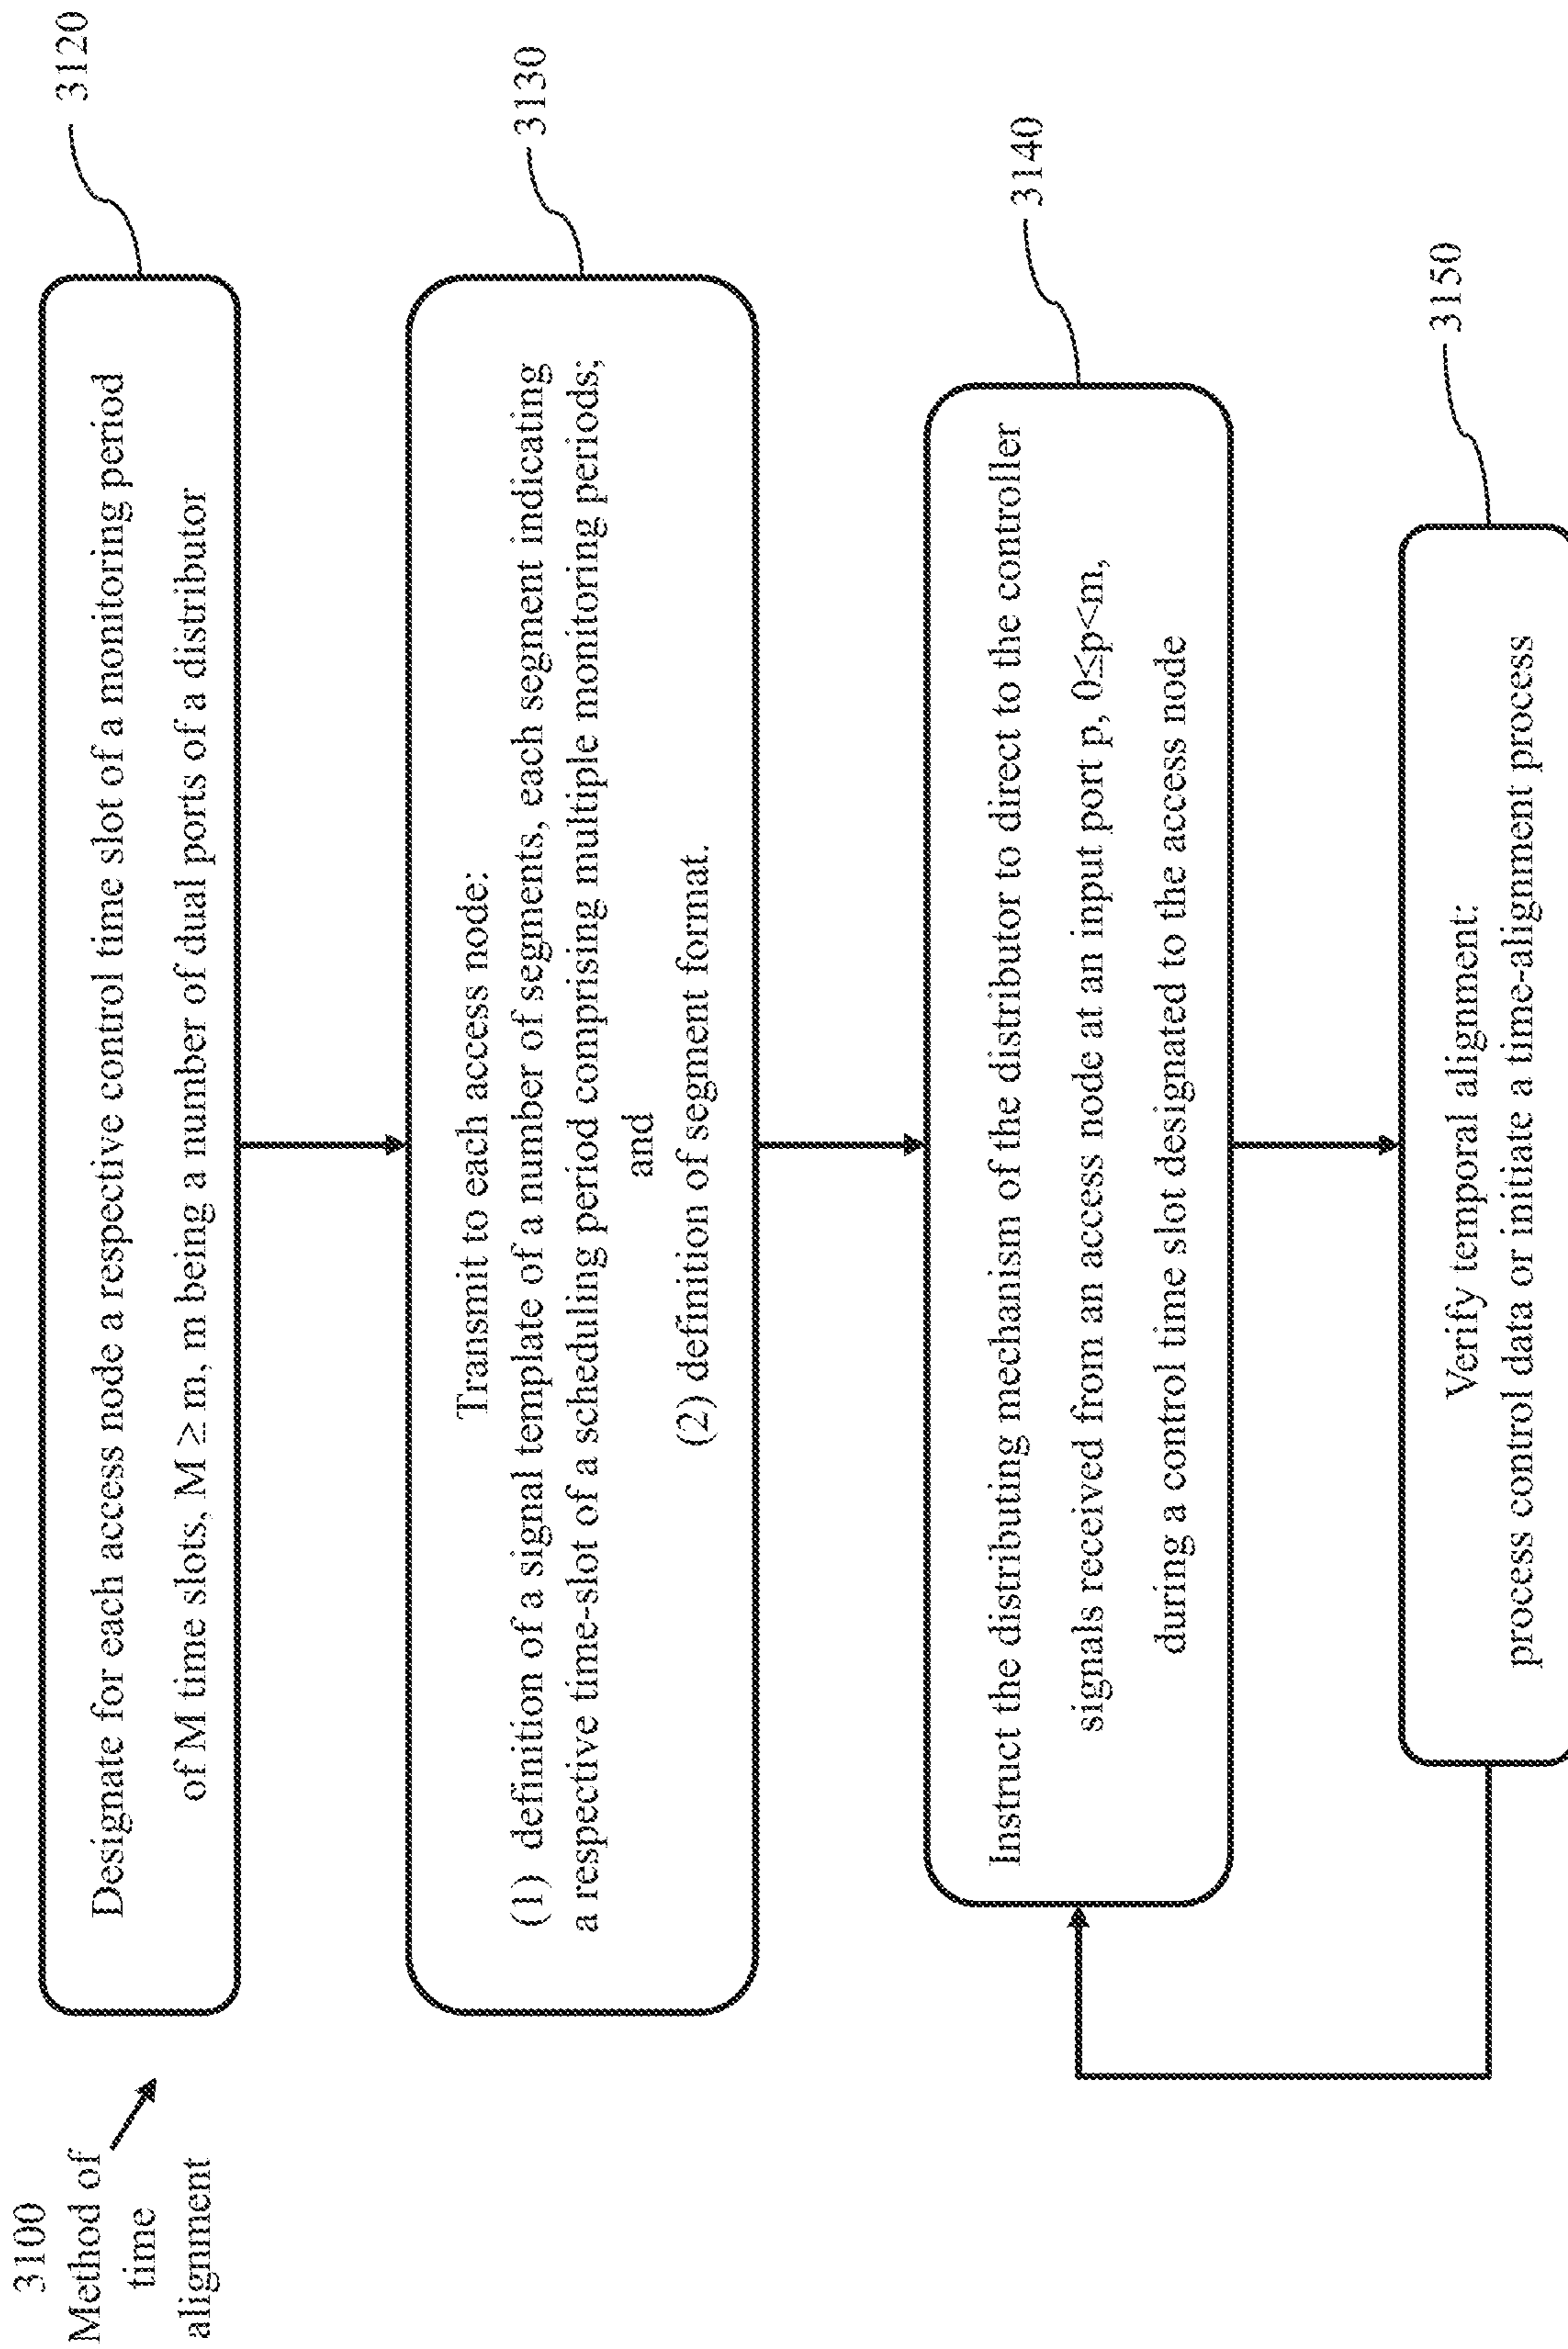 3100
Method of
time
alignment
Designate for each access node a respective control time slot of a monitoring period
of M time slots, M ≥ m, m being a number of dual ports of a distributor
3120
Transmit to each access node:
(1) definition of a signal template of a number of segments, each segment indicating
a respective time-slot of a scheduling period comprising multiple monitoring periods;
and
(2) definition of segment format.
3130
Instruct the distributing mechanism of the distributor to direct to the controller
signals received from an access node at an input port p, 0≤p<m,
during a control time slot designated to the access node
3140
Verify temporal alignment:
process control data or initiate a time-alignment process
3150